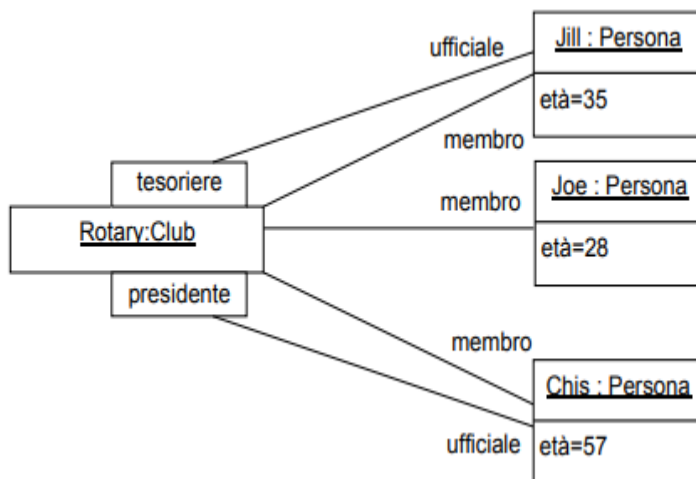 ufficiale
Jill : Persona
età=35
membro
tesoriere
membro
Joe : Persona
Rotary:Club
età=28
presidente
membro
Chis : Persona
ufficiale
età=57